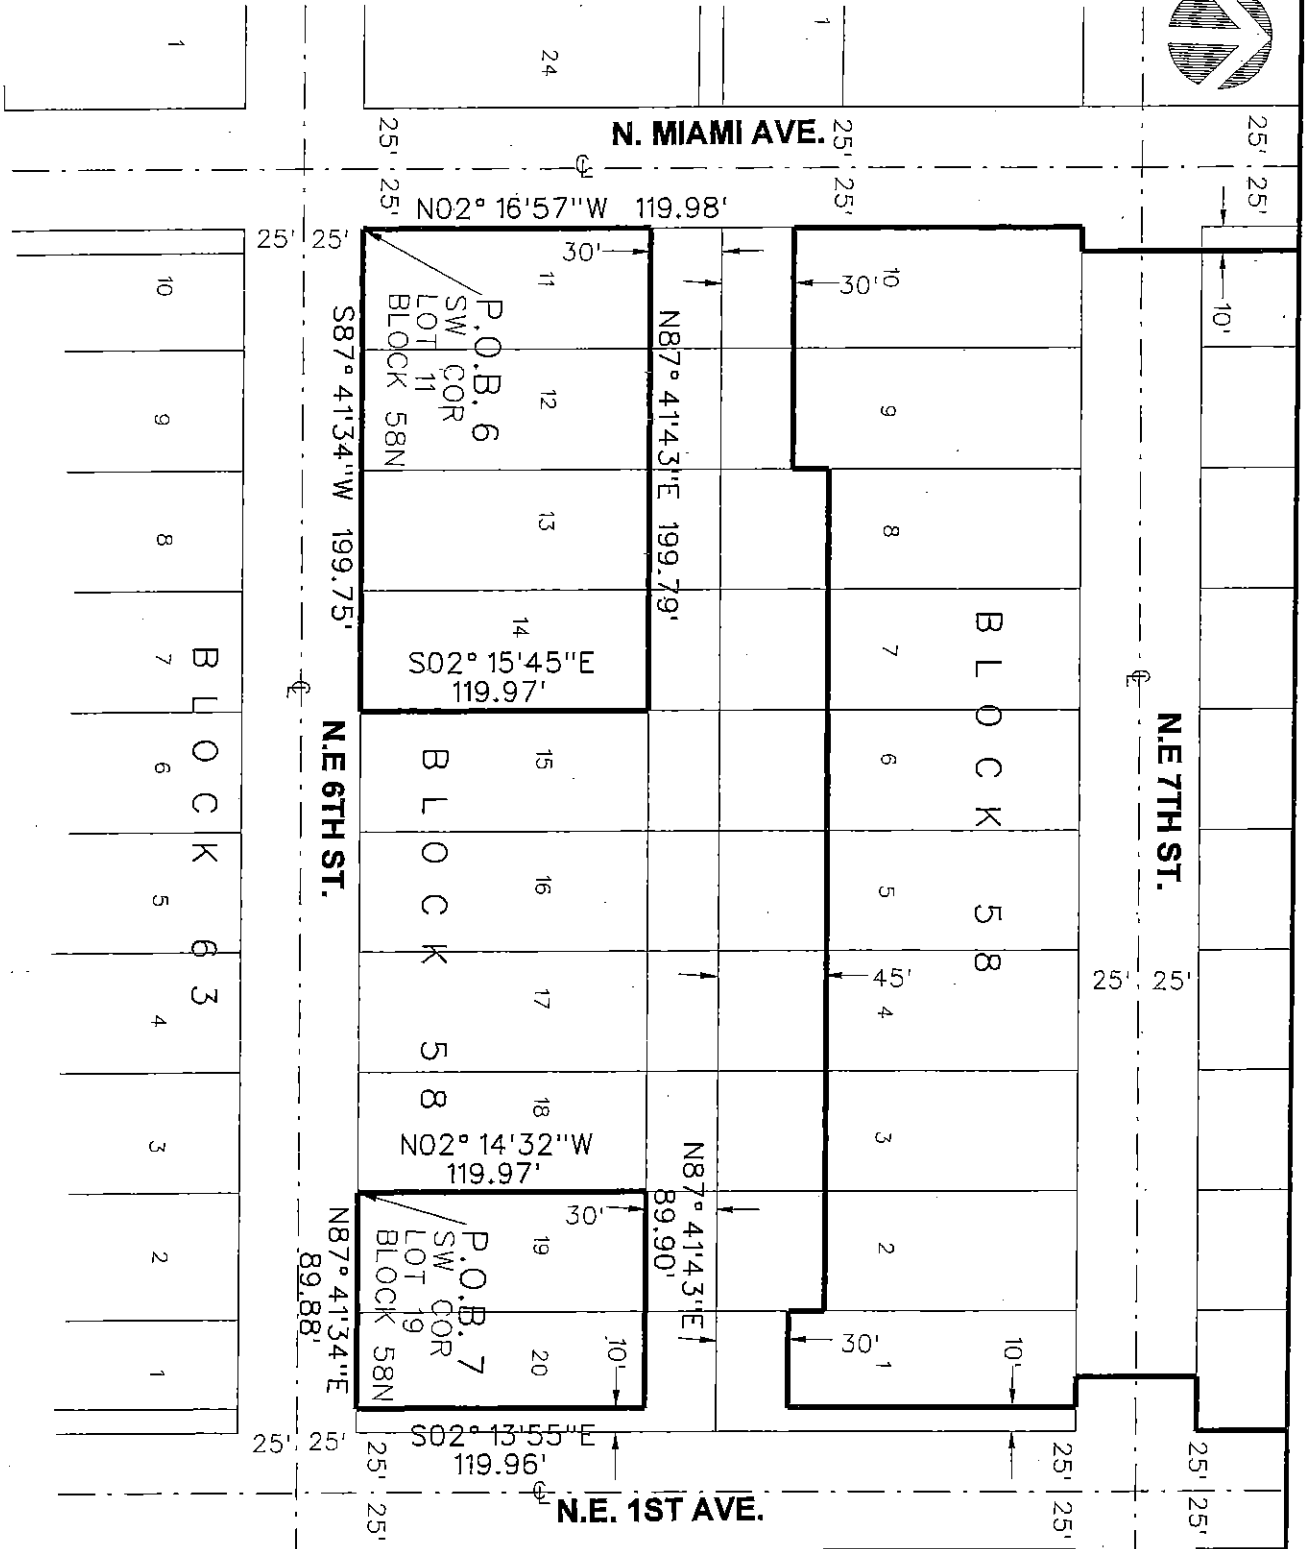 1
24
1
25'
N. MIAMI AVE.
25'
25'
℄
25'
25'
25'
N02°16'57"W 119.98'
25' 25'
30'
30'
10'
10
11
10
P.O.B. 6
SW COR
LOT 11
BLOCK 58N
S87°41'34"W 199.75'
N87°41'43"E 199.79'
9
12
9
8
13
8
7
14
7
S02°15'45"E
119.97'
BLOCK 63
℄
N.E 6TH ST.
BLOCK 58
BLOCK 58
℄
N.E 7TH ST.
6
15
6
5
16
5
4
17
4
45'
25' 25'
3
18
3
N02°14'32"W
119.97'
N87°41'43"E
89.90'
30'
2
19
2
P.O.B. 7
SW COR
LOT 19
BLOCK 58N
N87°41'34"E
89.88'
1
20
1
10'
30'
10'
25' 25'
S02°13'55"E
119.96'
25'
25'
25'
℄
N.E. 1ST AVE.
25'
25'
25'